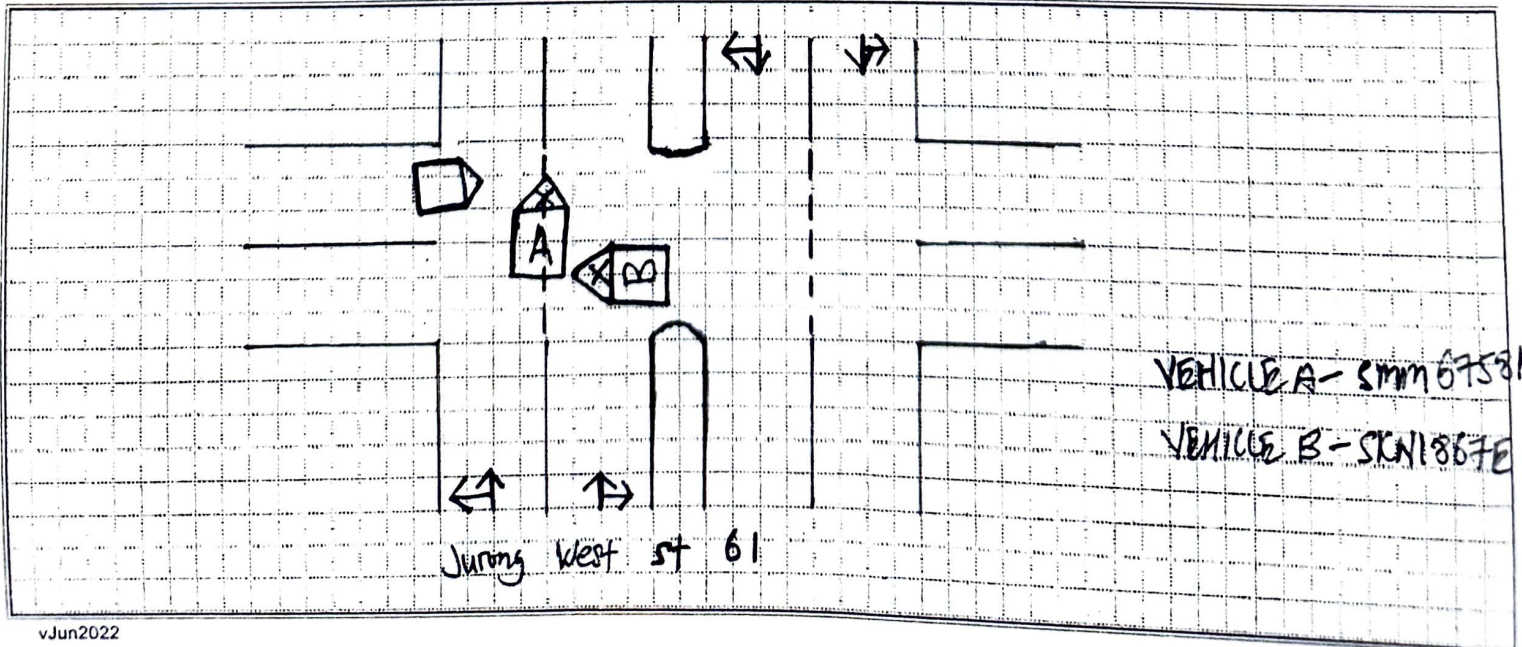 A
B
VEHICLE A - SMM6758
VEHICLE B - SKN1867E
Jurong West st 61
vJun2022